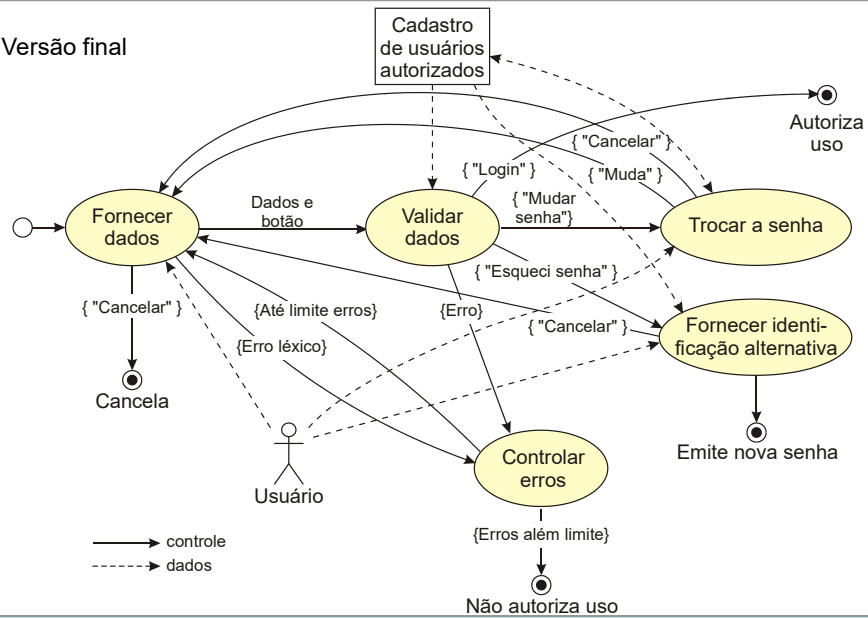 Versão final
Cadastro
de usuários
autorizados
Autoriza
uso
{ "Cancelar" }
{ "Login" }
{ "Muda" }
Dados e
botão
{ "Mudar
senha"}
Fornecer
dados
Validar
dados
Trocar a senha
{ "Esqueci senha" }
{ "Cancelar" }
{Até limite erros}
{Erro}
{ "Cancelar" }
Fornecer identi-
ficação alternativa
{Erro léxico}
Cancela
Emite nova senha
Controlar
erros
Usuário
{Erros além limite}
controle
dados
Não autoriza uso